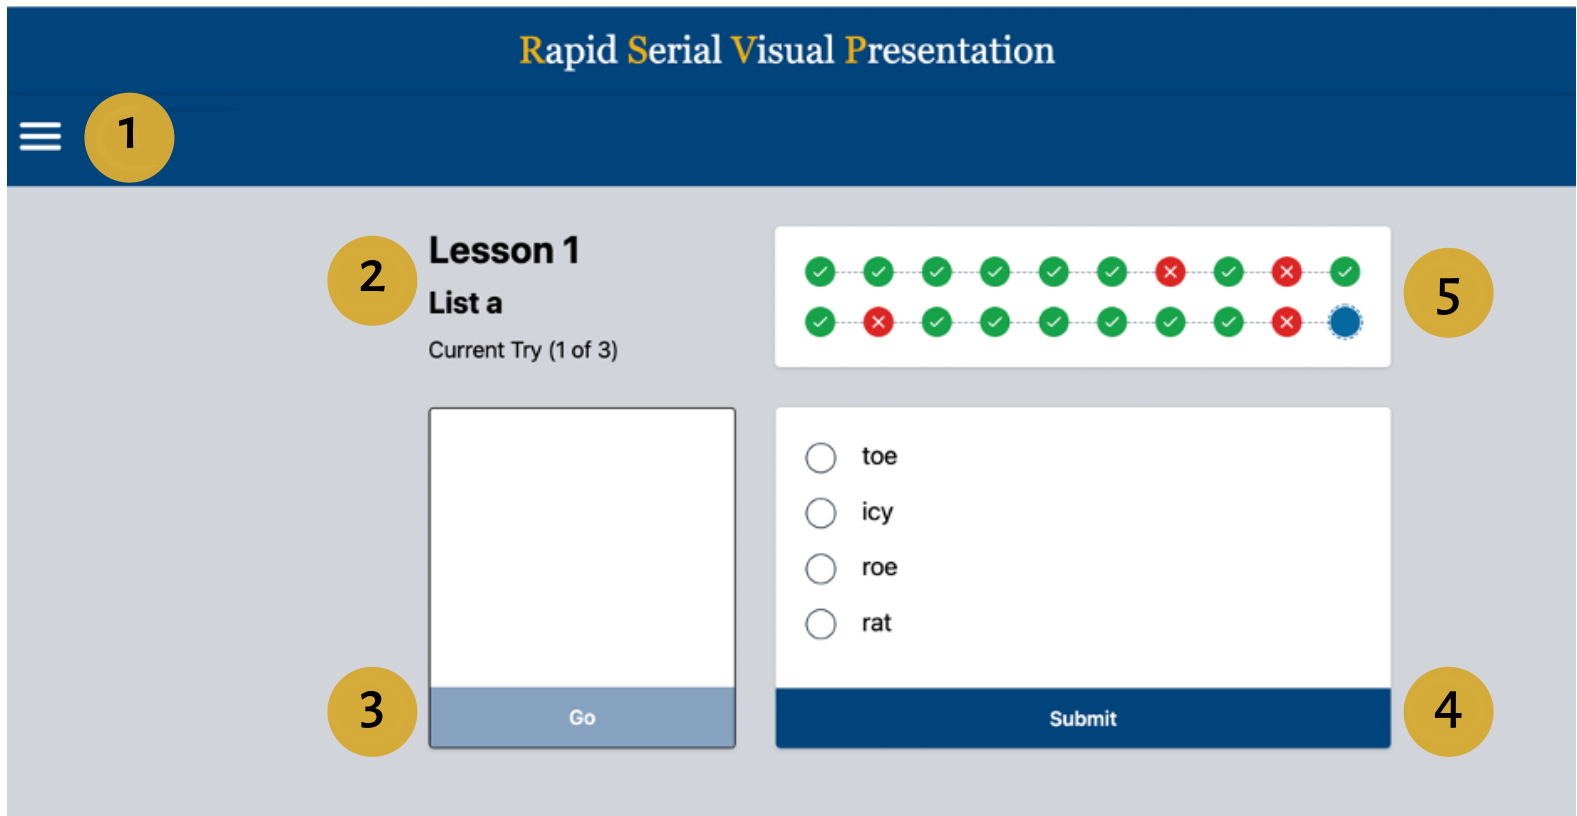 Rapid Serial Visual Presentation
1
2
Lesson 1
List a
Current Try (1 of 3)
5
toe
icy
roe
rat
3
Go
Submit
4